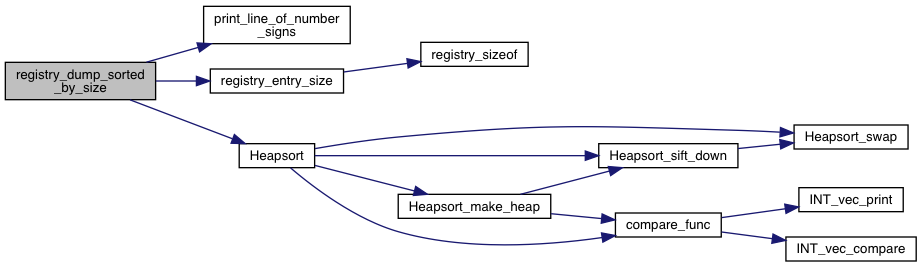 print_line_of_number
_signs
registry_dump_sorted
_by_size
registry_entry_size
registry_sizeof
Heapsort
Heapsort_swap
Heapsort_sift_down
Heapsort_make_heap
compare_func
INT_vec_print
INT_vec_compare